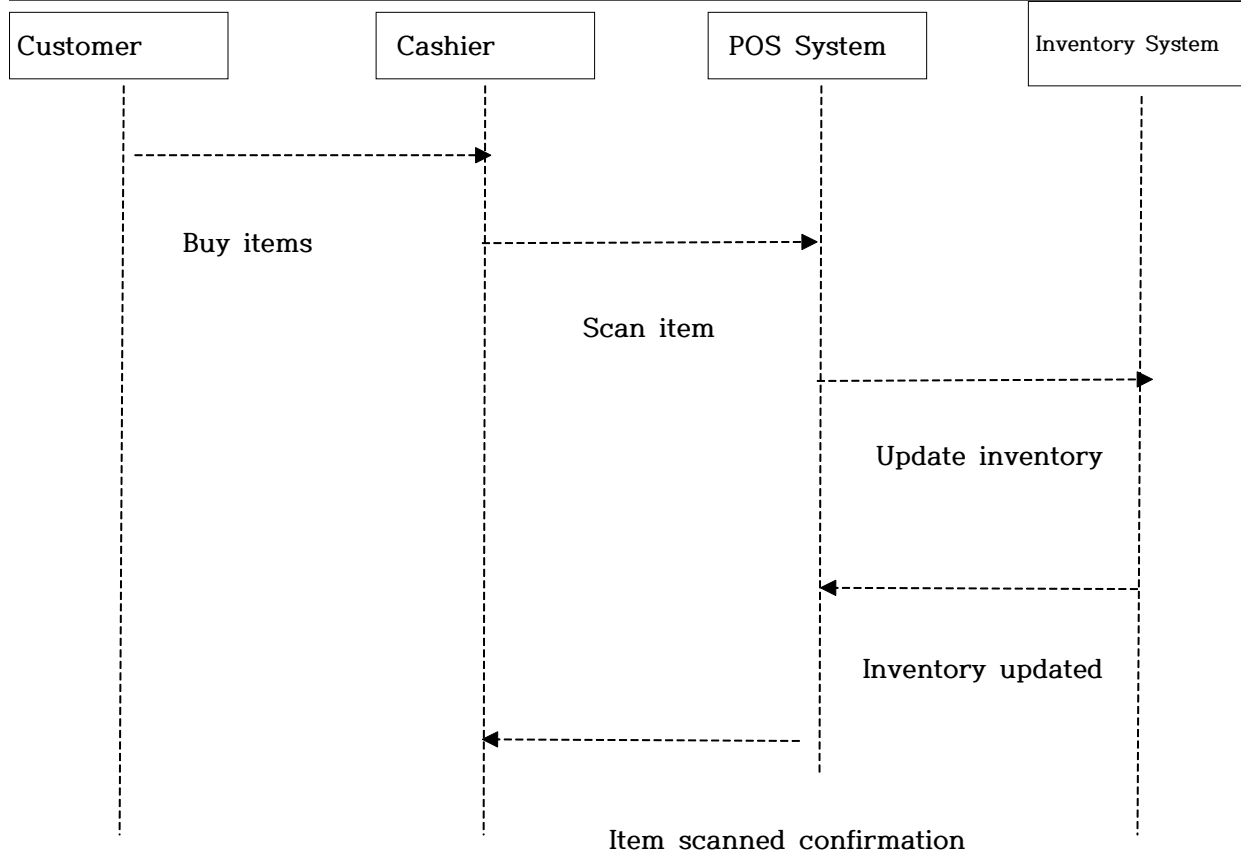 Customer
Cashier
POS System
Inventory System
Buy items
Scan item
Update inventory
Inventory updated
Item scanned confirmation